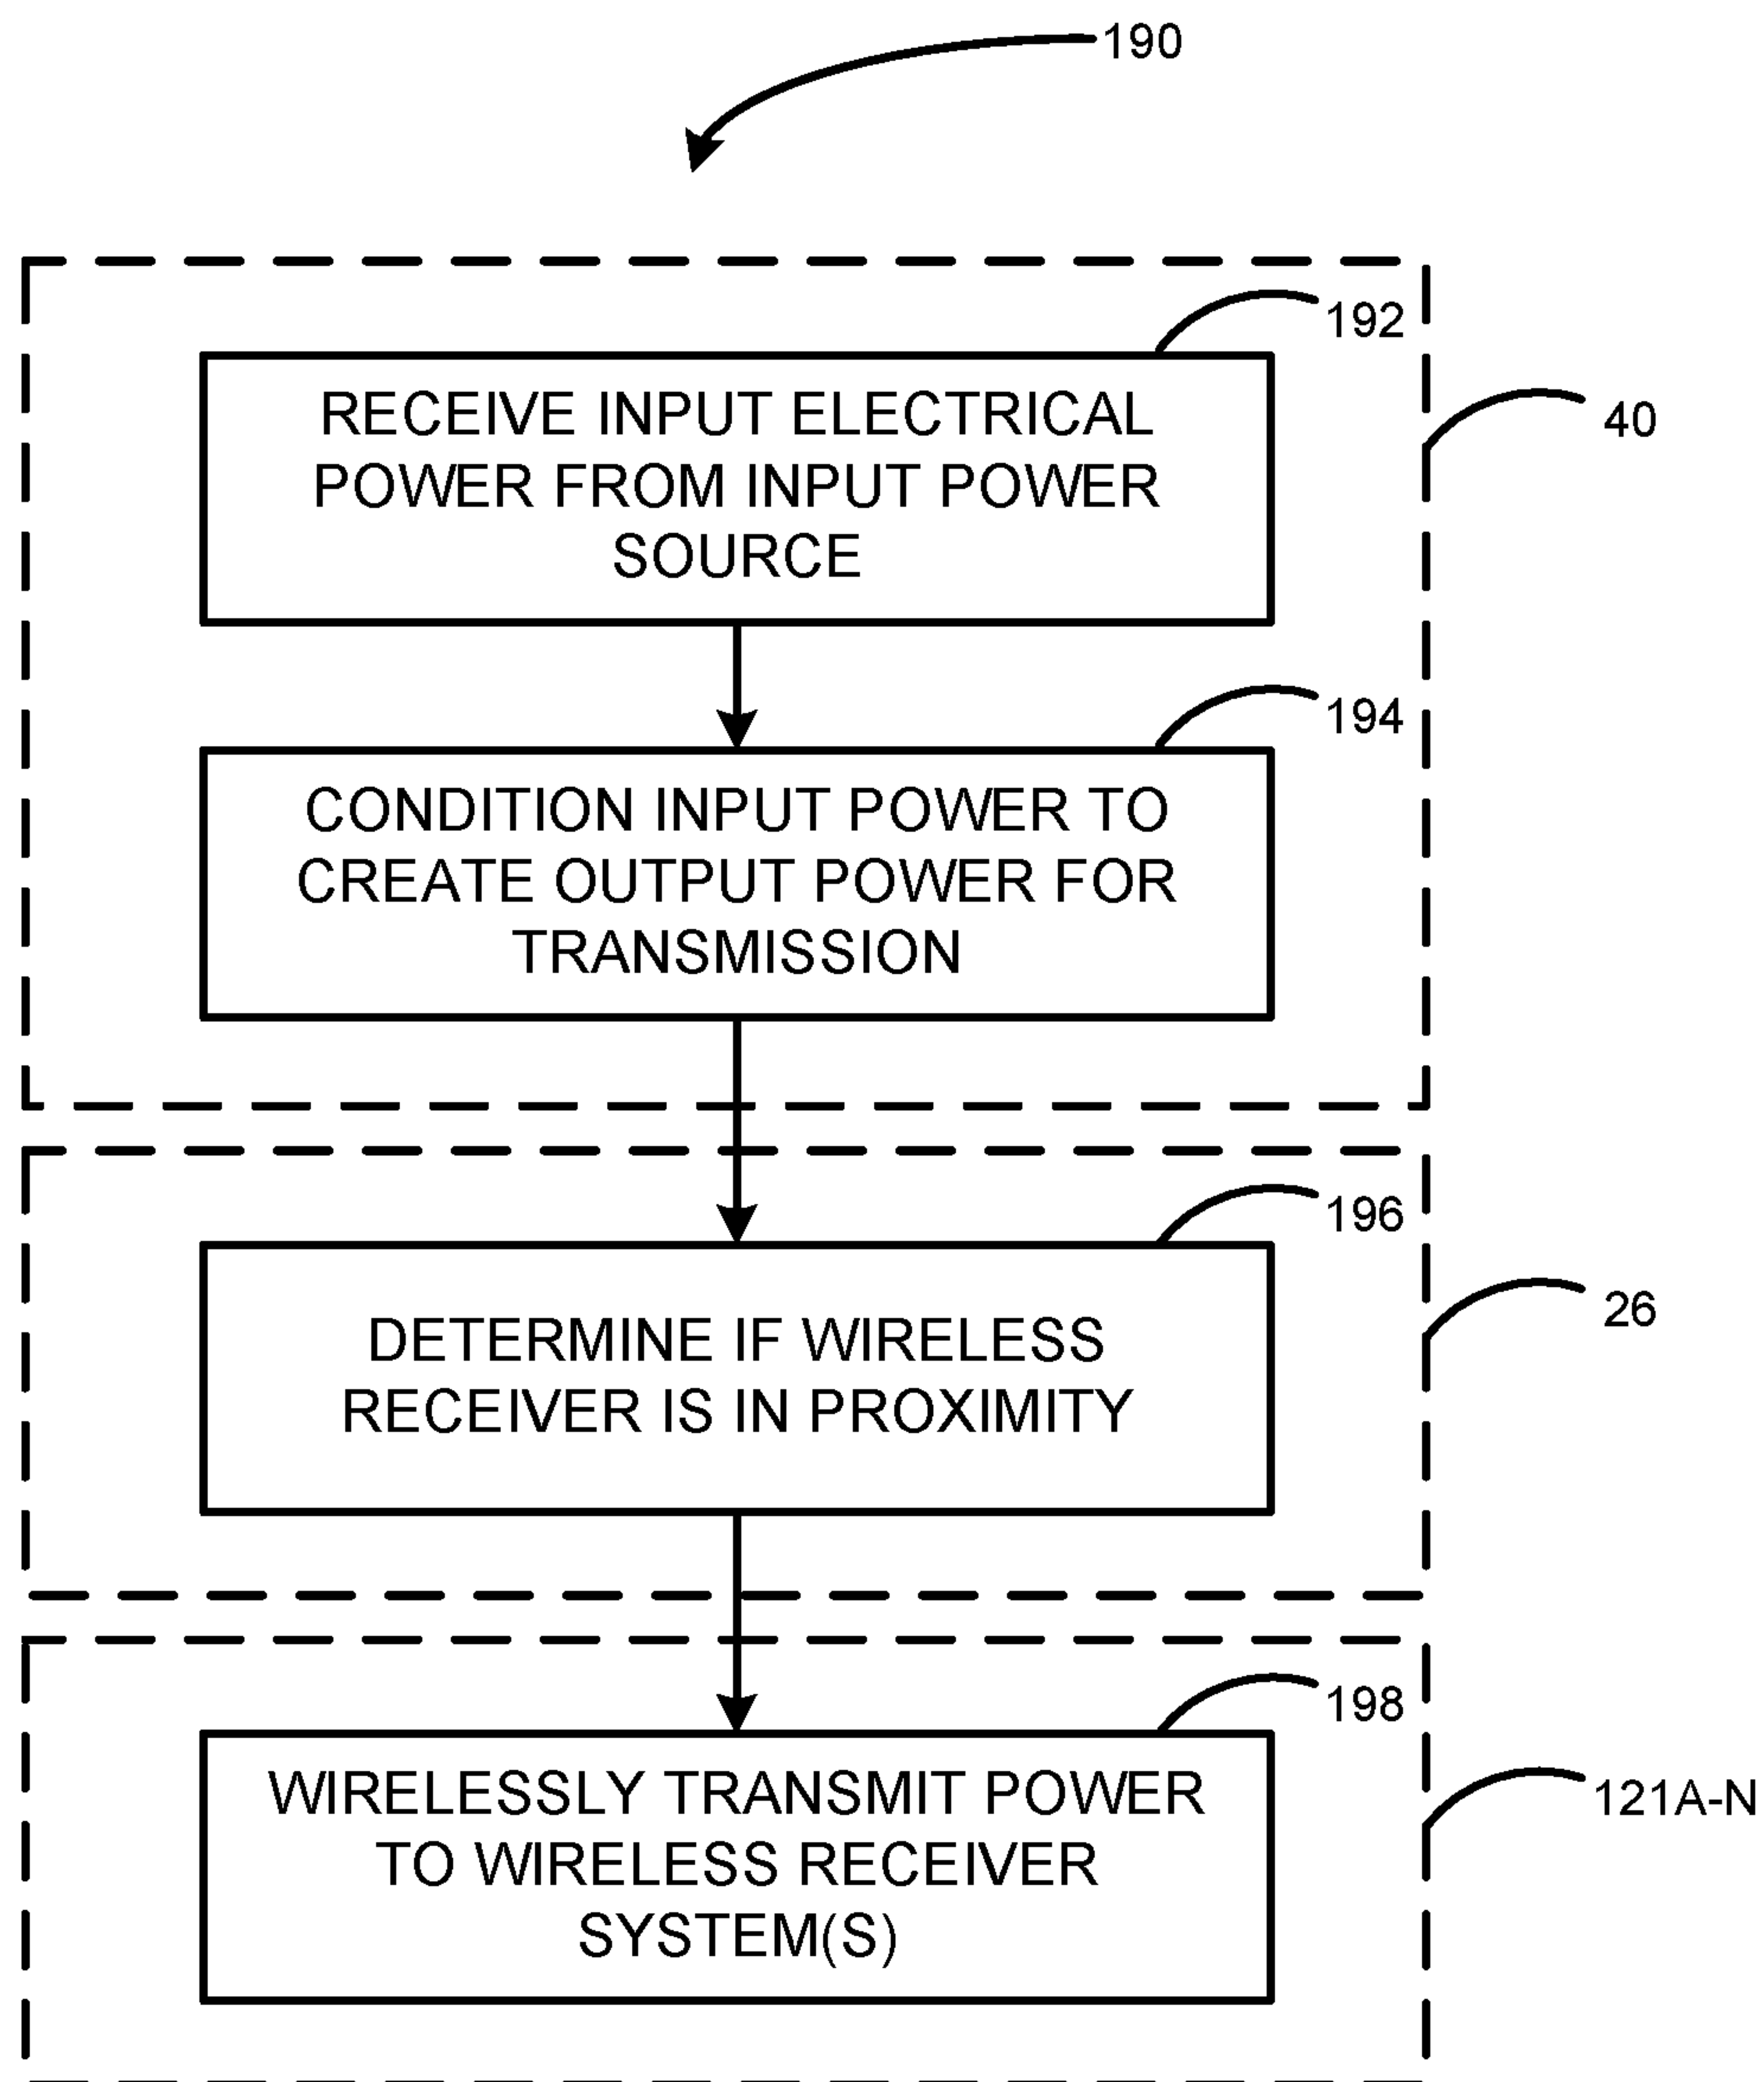 190
192
RECEIVE INPUT ELECTRICAL
POWER FROM INPUT POWER
SOURCE
40
194
CONDITION INPUT POWER TO
CREATE OUTPUT POWER FOR
TRANSMISSION
196
DETERMINE IF WIRELESS
RECEIVER IS IN PROXIMITY
26
198
WIRELESSLY TRANSMIT POWER
TO WIRELESS RECEIVER
SYSTEM(S)
121A-N